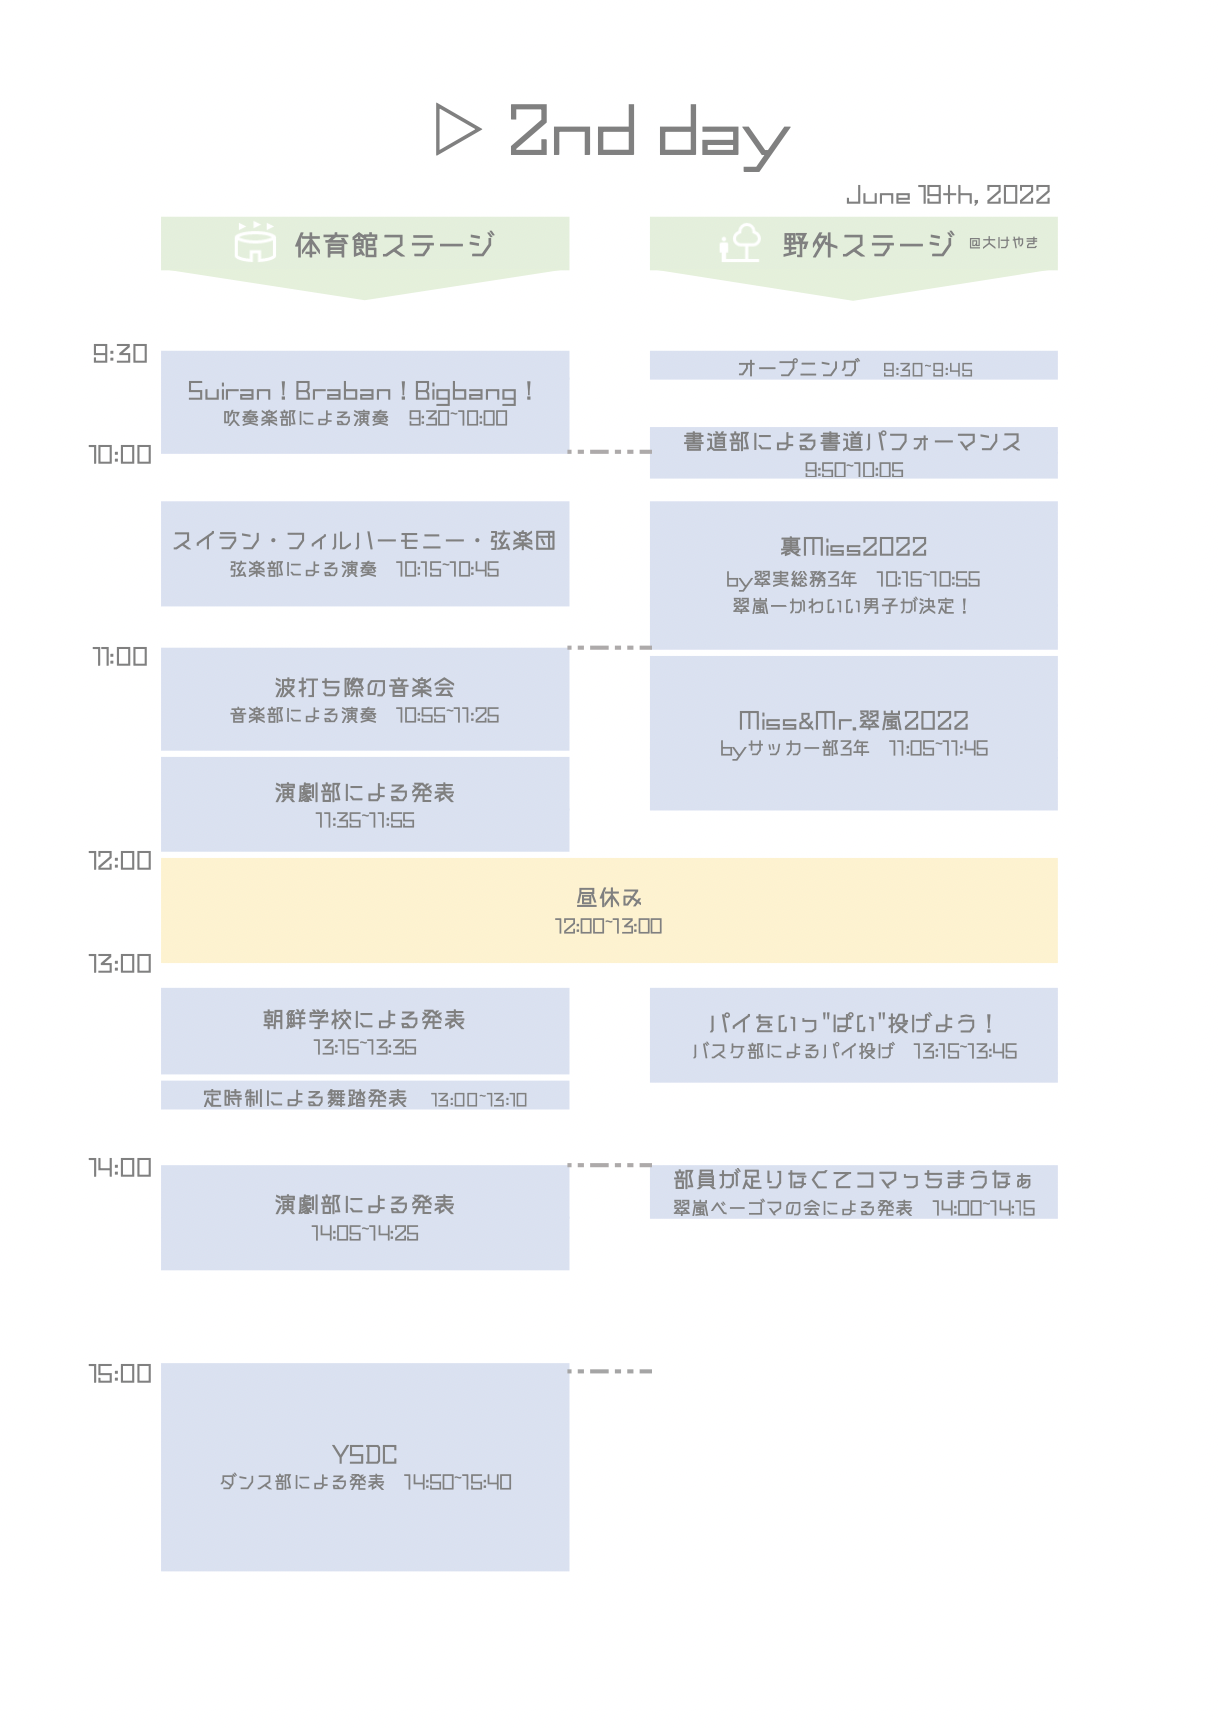 2nd day
June 19th, 2022
体育館ステージ
野外ステージ @大けやき
9:30
Suiran！Braban！Bigbang！
吹奏楽部による演奏 9:30~10:00
オープニング 9:30~9:45
10:00
書道部による書道パフォーマンス
9:50~10:05
スイラン・フィルハーモニー・弦楽団
弦楽部による演奏 10:15~10:45
裏Miss2022
by翠実総務3年 10:15~10:55
翠嵐一かわいい男子が決定！
11:00
波打ち際の音楽会
音楽部による演奏 10:55~11:25
Miss&Mr.翠嵐2022
byサッカー部3年 11:05~11:45
演劇部による発表
11:35~11:55
12:00
昼休み
12:00~13:00
13:00
朝鮮学校による発表
13:15~13:35
パイをいっ"ぱい"投げよう！
バスケ部によるパイ投げ 13:15~13:45
定時制による舞踏発表 13:00~13:10
14:00
演劇部による発表
14:05~14:25
部員が足りなくてコマっちまうなぁ
翠嵐ベーゴマの会による発表 14:00~14:15
15:00
YSDC
ダンス部による発表 14:50~15:40